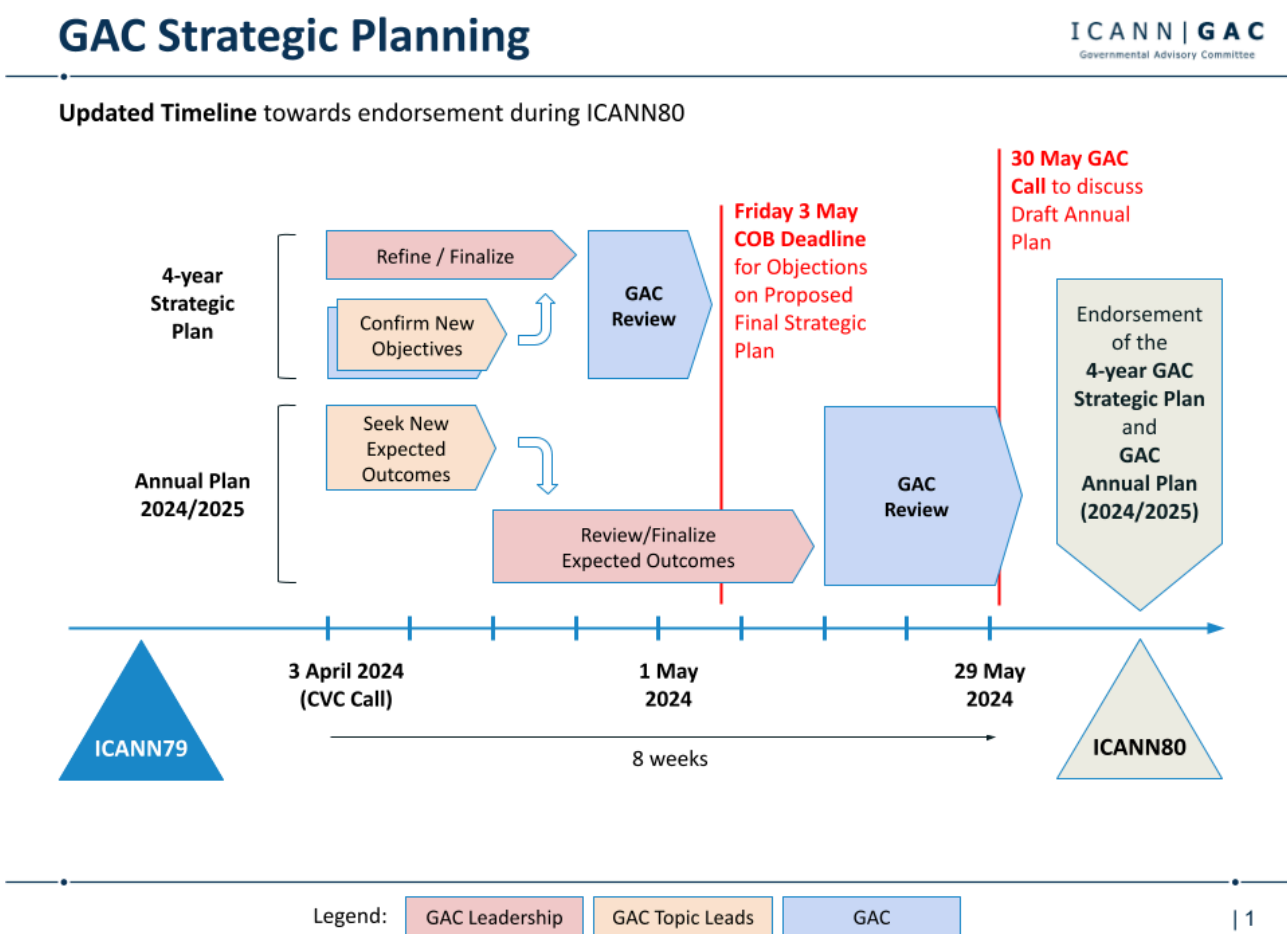 GAC Strategic Planning
ICANN|GAC
Governmental Advisory Committee
Updated Timeline towards endorsement during ICANN80
4-year
Strategic
Plan
Refine / Finalize
Confirm New
Objectives
GAC
Review
Friday 3 May
COB Deadline
for Objections
on Proposed
Final Strategic
Plan
30 May GAC
Call to discuss
Draft Annual
Plan
Annual Plan
2024/2025
Seek New
Expected
Outcomes
Review/Finalize
Expected Outcomes
GAC
Review
Endorsement
of the
4-year GAC
Strategic Plan
and
GAC
Annual Plan
(2024/2025)
3 April 2024
(CVC Call)
1 May
2024
29 May
2024
8 weeks
ICANN79
ICANN80
Legend:
GAC Leadership
GAC Topic Leads
GAC
| 1